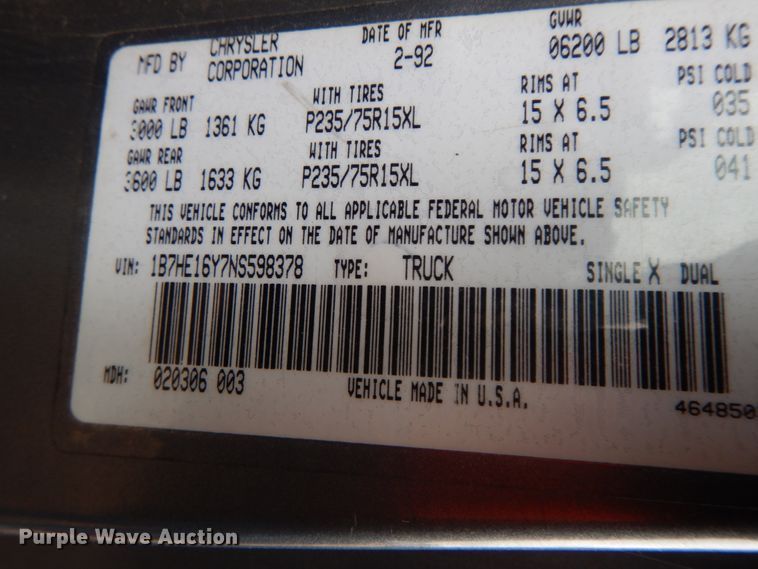 MFD BY CHRYSLER CORPORATION DATE OF MFR 2-92 GVWR 06200 LB 2813 KG
GAWR FRONT WITH TIRES RIMS AT PSI COLD
3000 LB 1361 KG P235/75R15XL 15 X 6.5 035
GAWR REAR WITH TIRES RIMS AT PSI COLD
3600 LB 1633 KG P235/75R15XL 15 X 6.5 041
THIS VEHICLE CONFORMS TO ALL APPLICABLE FEDERAL MOTOR VEHICLE SAFETY
STANDARDS IN EFFECT ON THE DATE OF MANUFACTURE SHOWN ABOVE.
VIN: 1B7HE16Y7NS598378 TYPE: TRUCK SINGLE X DUAL
MDH: 020306 003 VEHICLE MADE IN U.S.A. 464850
Purple Wave Auction®